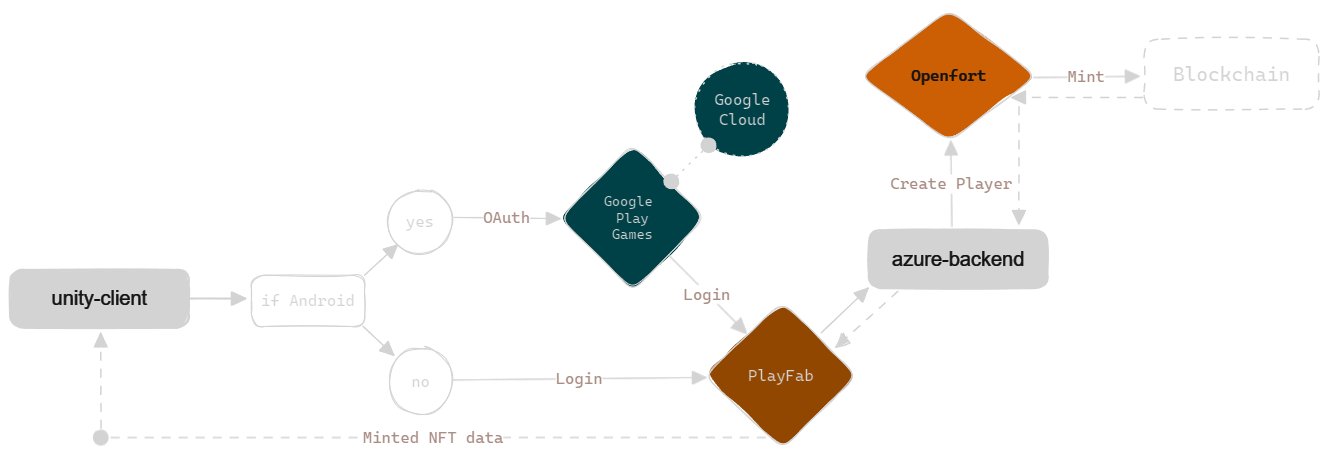 Openfort
Mint
Blockchain
Google
Cloud
Create Player
Google
Play
Games
yes
OAuth
azure-backend
unity-client
if Android
Login
no
Login
PlayFab
Minted NFT data